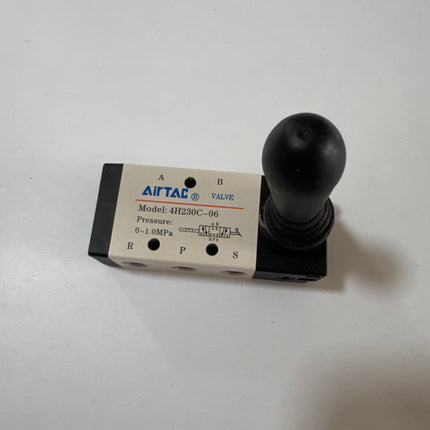 A B
AirTAC ® VALVE
Model: 4H230C-06
Pressure:
0~1.0MPa
R P S